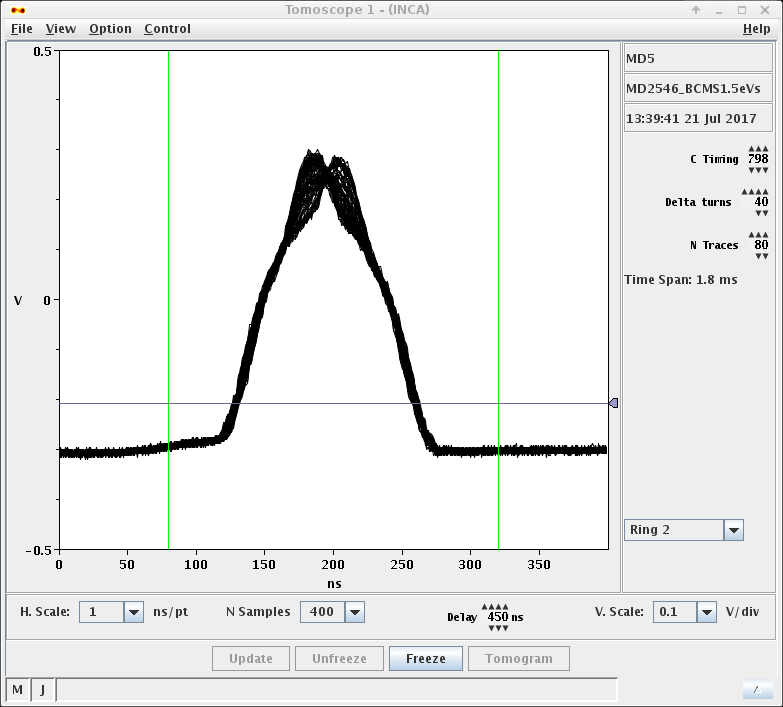 Tomoscope 1 - (INCA)
File View Option Control Help
MD5
MD2546_BCMS1.5eVs
13:39:41 21 Jul 2017
C Timing 798
Delta turns 40
N Traces 80
Time Span: 1.8 ms
Ring 2
0.5
V 0
-0.5
0 50 100 150 200 250 300 350
ns
H. Scale: 1 ns/pt N Samples 400 Delay 450 ns V. Scale: 0.1 V/div
Update Unfreeze Freeze Tomogram
M J